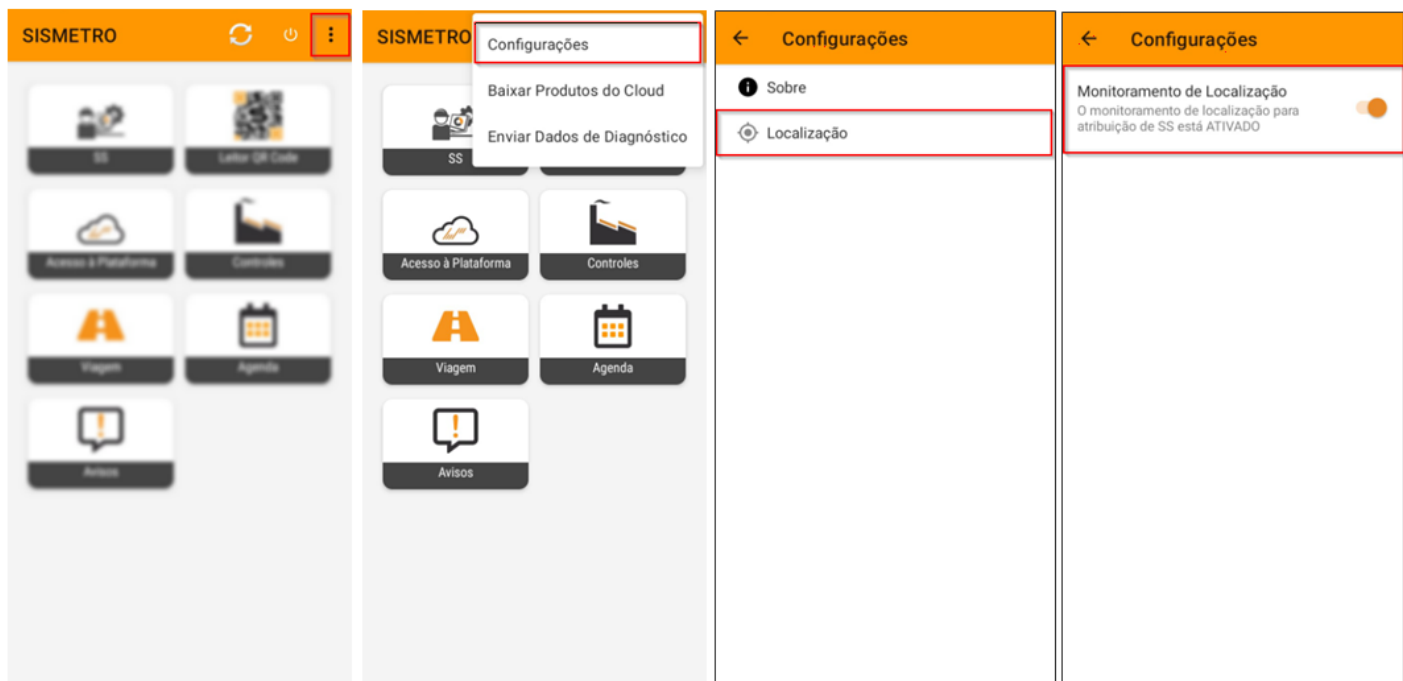 SISMETRO
SS
Leitor QR Code
Acesso à Plataforma
Controles
Viagem
Agenda
Avisos
SISMETRO
Configurações
Baixar Produtos do Cloud
Enviar Dados de Diagnóstico
SS
Acesso à Plataforma
Controles
Viagem
Agenda
Avisos
Configurações
Sobre
Localização
Configurações
Monitoramento de Localização
O monitoramento de localização para
atribuição de SS está ATIVADO